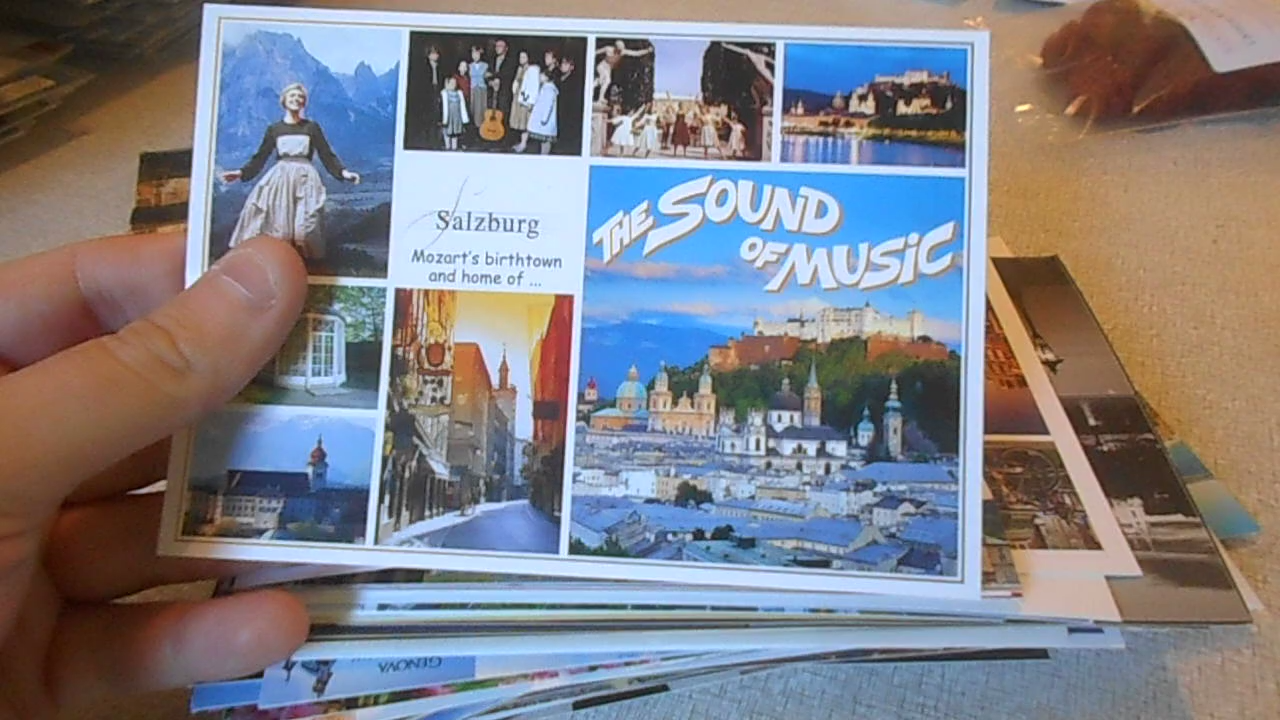 Salzburg
Mozart's birthtown
and home of ...
THE SOUND
OF MUSiC
GENOVA